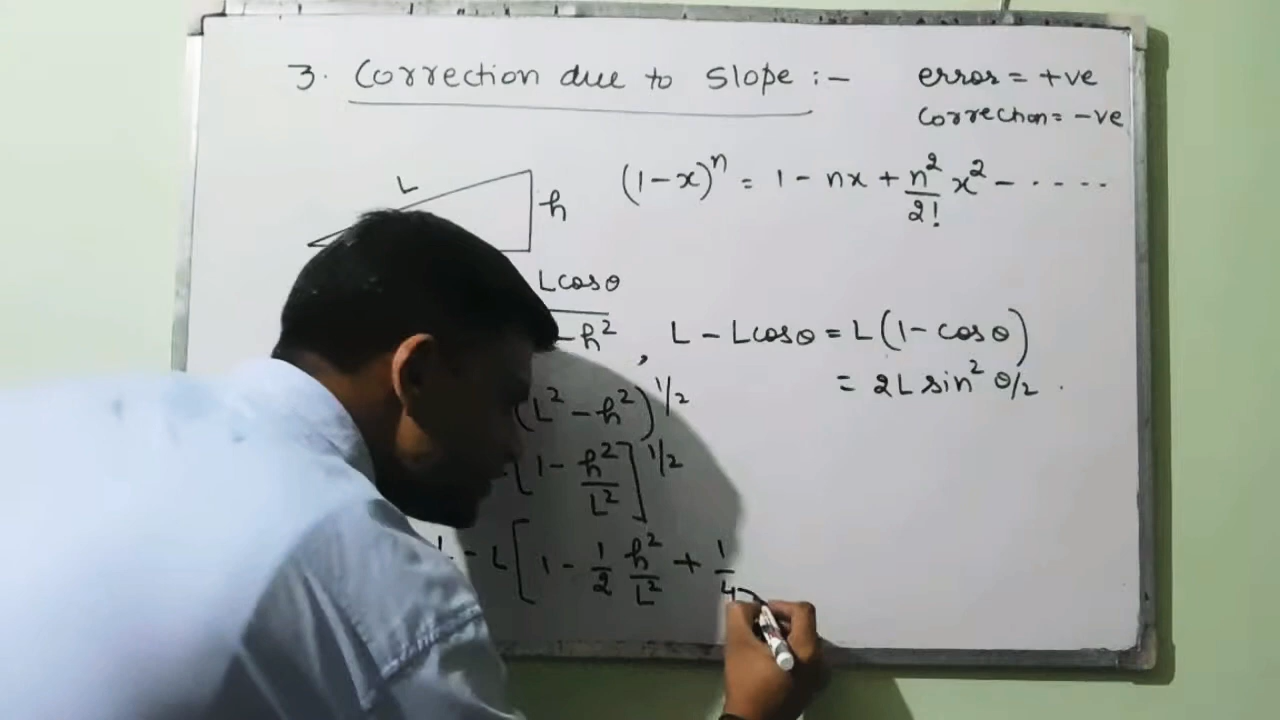 3. Correction due to Slope :-
error = +ve
Correction = -ve
L
h
(1-x)^n = 1 - nx + n^2/2! x^2 - ·····
Lcosθ
-h^2 , L - Lcosθ = L(1-cosθ)
= 2L sin^2 θ/2 .
(L^2 - h^2)^1/2
[1 - h^2/L^2]^1/2
- L[1 - 1/2 h^2/L^2 + 1/4